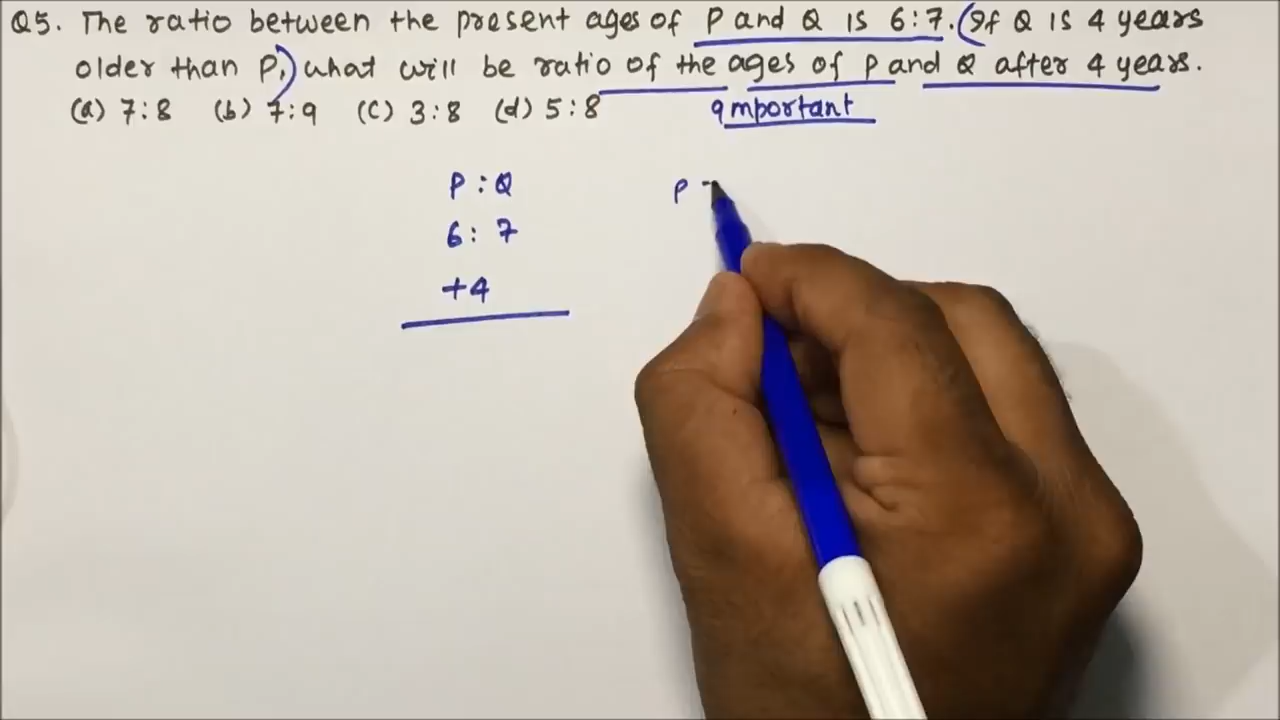 Q5. The ratio between the present ages of P and Q is 6:7. If Q is 4 years
older than P, what will be ratio of the ages of P and Q after 4 years.
(a) 7:8 (b) 7:9 (c) 3:8 (d) 5:8 Important
P : Q
6 : 7
+4
P